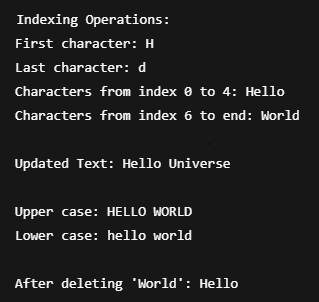 Indexing Operations:
First character: H
Last character: d
Characters from index 0 to 4: Hello
Characters from index 6 to end: World
Updated Text: Hello Universe
Upper case: HELLO WORLD
Lower case: hello world
After deleting 'World': Hello